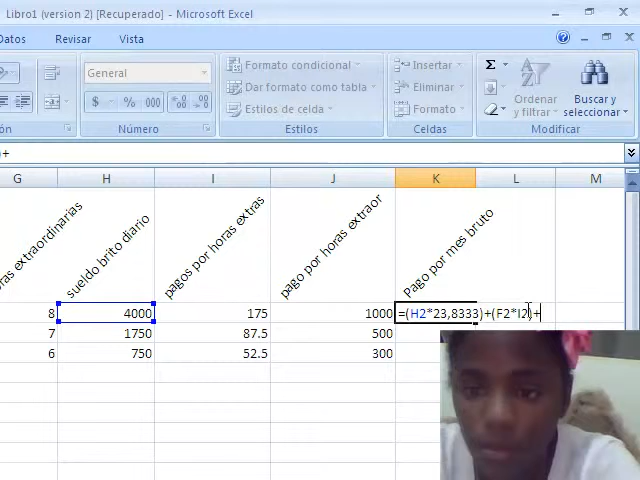 Libro1 (version 2) [Recuperado] - Microsoft Excel
Datos Revisar Vista
General
$ % 000
Número
Formato condicional
Dar formato como tabla
Estilos de celda
Estilos
Insertar
Eliminar
Formato
Celdas
Σ
Ordenar y filtrar
Buscar y seleccionar
Modificar
+
G H I J K L M
horas extraordinarias
sueldo brito diario
pagos por horas extras
pago por horas extraor
Pago por mes bruto
8 4000 175 1000 =(H2*23,8333)+(F2*I2)+
7 1750 87.5 500
6 750 52.5 300